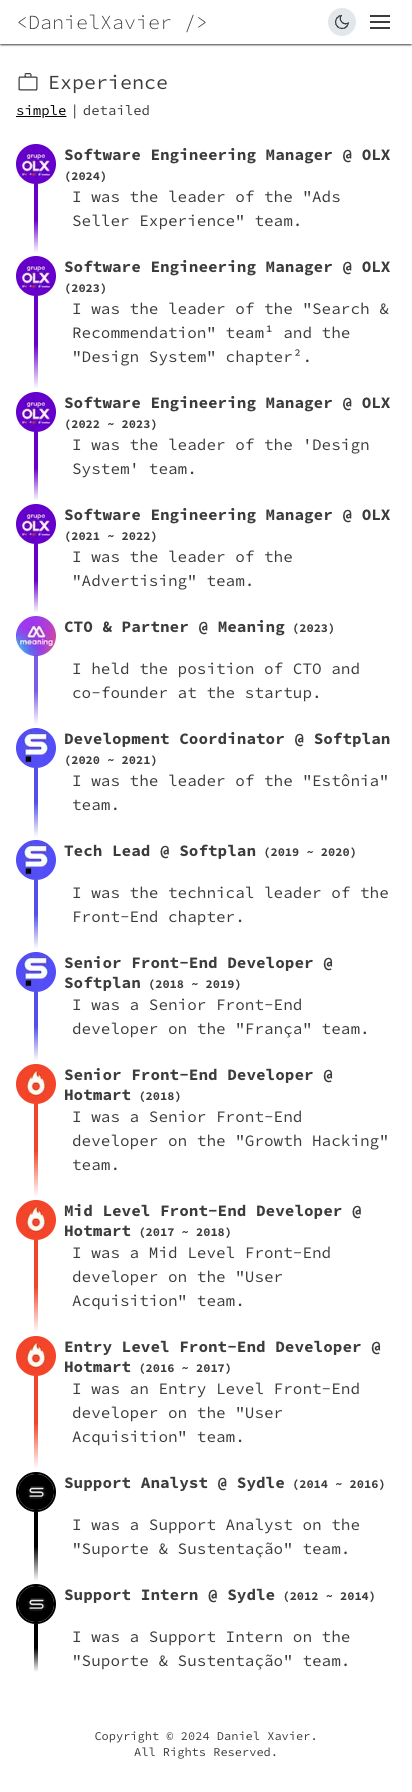 <DanielXavier />
Experience
simple | detailed
grupo
OLX
Software Engineering Manager @ OLX
(2024)
I was the leader of the "Ads
Seller Experience" team.
grupo
OLX
Software Engineering Manager @ OLX
(2023)
I was the leader of the "Search &
Recommendation" team¹ and the
"Design System" chapter².
grupo
OLX
Software Engineering Manager @ OLX
(2022 ~ 2023)
I was the leader of the 'Design
System' team.
grupo
OLX
Software Engineering Manager @ OLX
(2021 ~ 2022)
I was the leader of the
"Advertising" team.
meaning
CTO & Partner @ Meaning (2023)
I held the position of CTO and
co-founder at the startup.
Development Coordinator @ Softplan
(2020 ~ 2021)
I was the leader of the "Estônia"
team.
Tech Lead @ Softplan (2019 ~ 2020)
I was the technical leader of the
Front-End chapter.
Senior Front-End Developer @
Softplan (2018 ~ 2019)
I was a Senior Front-End
developer on the "França" team.
Senior Front-End Developer @
Hotmart (2018)
I was a Senior Front-End
developer on the "Growth Hacking"
team.
Mid Level Front-End Developer @
Hotmart (2017 ~ 2018)
I was a Mid Level Front-End
developer on the "User
Acquisition" team.
Entry Level Front-End Developer @
Hotmart (2016 ~ 2017)
I was an Entry Level Front-End
developer on the "User
Acquisition" team.
Support Analyst @ Sydle (2014 ~ 2016)
I was a Support Analyst on the
"Suporte & Sustentação" team.
Support Intern @ Sydle (2012 ~ 2014)
I was a Support Intern on the
"Suporte & Sustentação" team.
Copyright © 2024 Daniel Xavier.
All Rights Reserved.